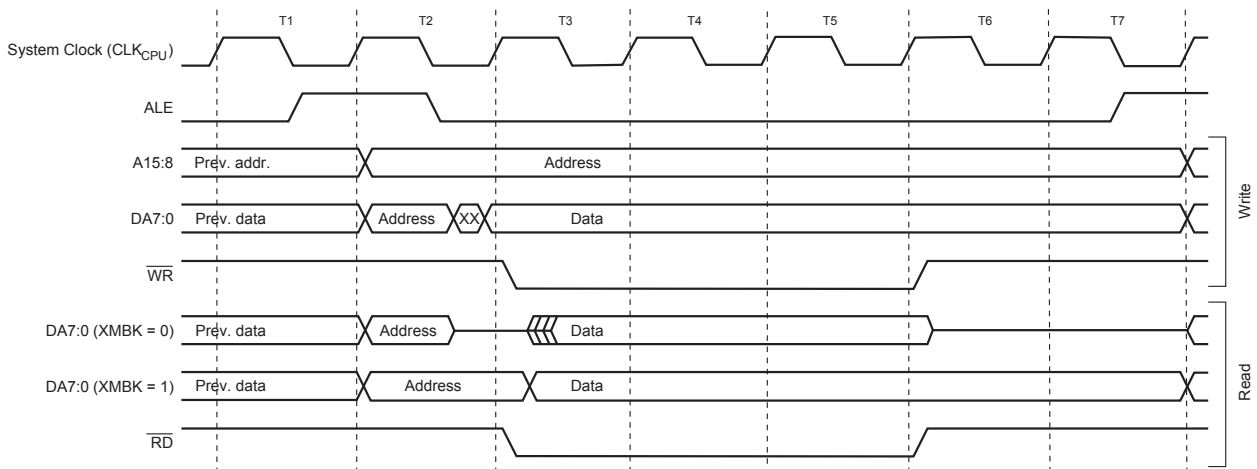 T1 T2 T3 T4 T5 T6 T7
System Clock (CLKCPU)
ALE
A15:8 Prev. addr. Address
DA7:0 Prev. data Address XX Data
WR
Write
DA7:0 (XMBK = 0) Prev. data Address Data
DA7:0 (XMBK = 1) Prev. data Address Data
RD
Read